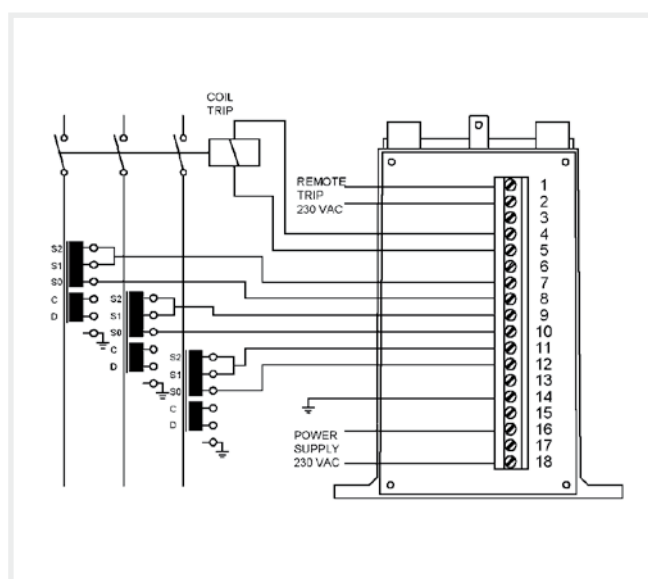 COIL
TRIP
REMOTE
TRIP
230 VAC
1
2
3
4
5
6
7
8
9
10
11
12
13
14
15
16
17
18
S2
S1
S0
C
D
S2
S1
S0
C
D
S2
S1
S0
C
D
POWER
SUPPLY
230 VAC